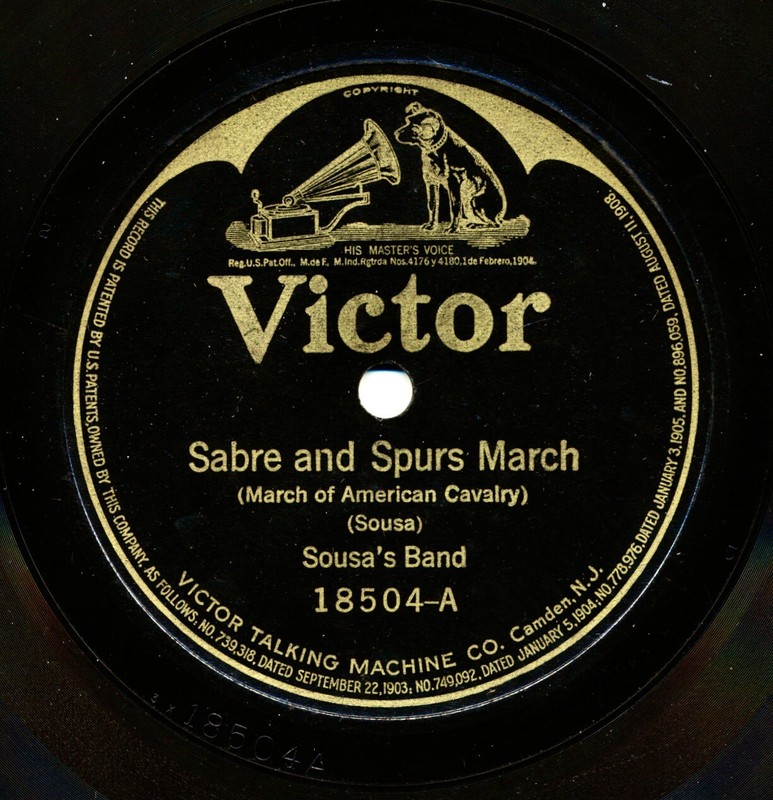 COPYRIGHT
HIS MASTER'S VOICE
Reg.U.S.Pat.Off., M.de F., M.Ind.Rgtrda Nos.4176 y 4180,1 de Febrero,1904.
Victor
Sabre and Spurs March
(March of American Cavalry)
(Sousa)
Sousa's Band
18504-A
VICTOR TALKING MACHINE CO. Camden, N.J.
THIS RECORD IS PATENTED BY U.S. PATENTS, OWNED BY THIS COMPANY, AS FOLLOWS: NO. 739,318, DATED SEPTEMBER 22,1903; NO.749,092, DATED JANUARY 5,1904, NO.778,976, DATED JANUARY 3,1905, AND NO.896,059, DATED AUGUST 11,1908.
18504A